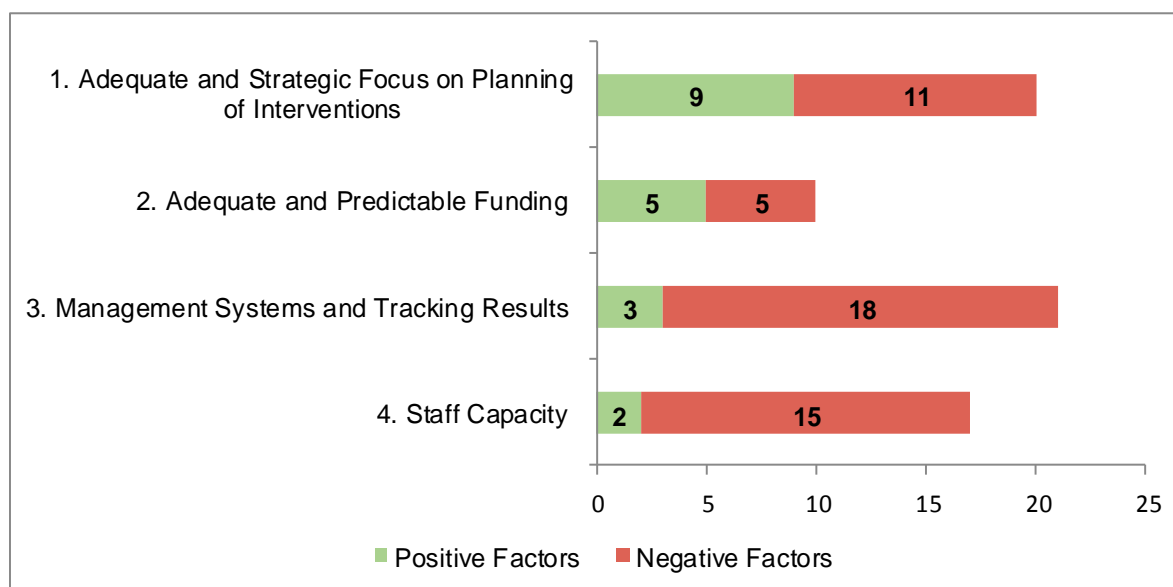 1. Adequate and Strategic Focus on Planning
of Interventions
9
11
2. Adequate and Predictable Funding
5
5
3. Management Systems and Tracking Results
3
18
4. Staff Capacity
2
15
0
5
10
15
20
25
Positive Factors
Negative Factors